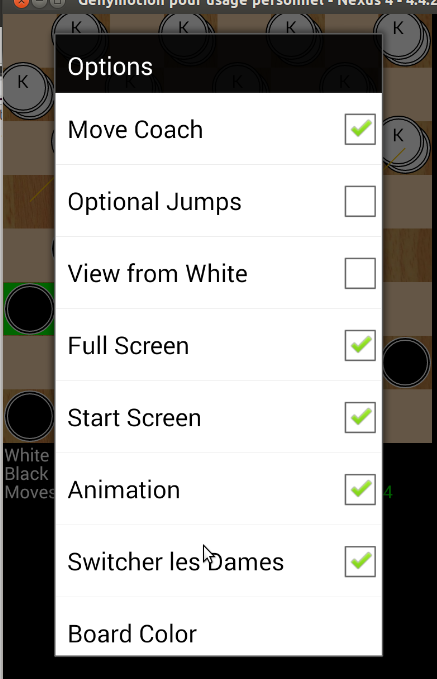 Genymotion pour usage personnel - Nexus 4 - 4.4.2
K
K
K
K
Options
Move Coach
Optional Jumps
View from White
Full Screen
Start Screen
Animation
Switcher les Dames
Board Color
White
Black
Moves
4